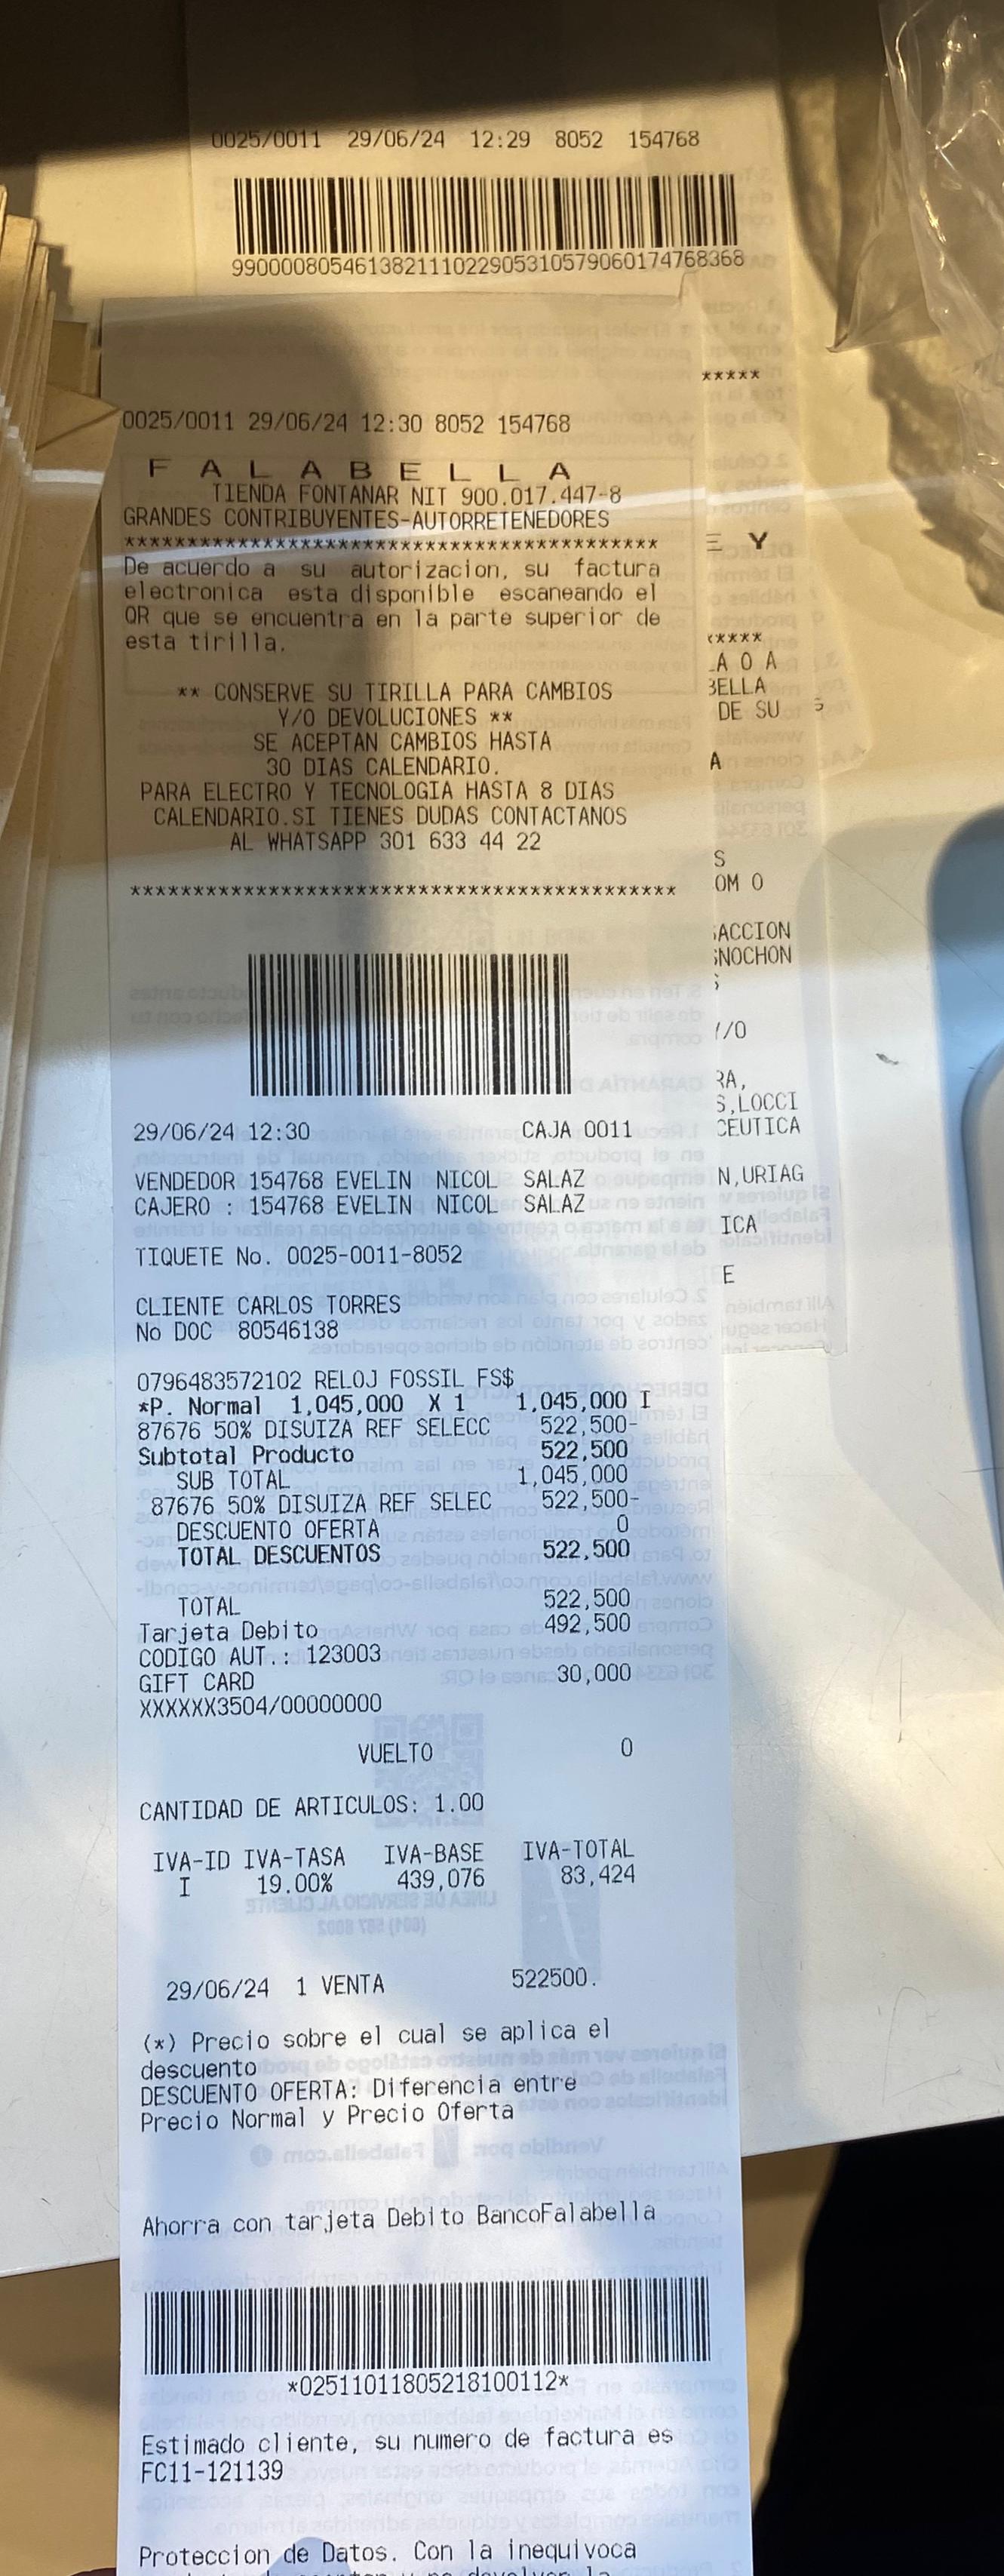 0025/0011 29/06/24 12:29 8052 154768
990000805461382111022905310579060174768368
*****
0025/0011 29/06/24 12:30 8052 154768
F A L A B E L L A
TIENDA FONTANAR NIT 900.017.447-8
GRANDES CONTRIBUYENTES-AUTORRETENEDORES
*******************************************
De acuerdo a su autorizacion, su factura
electronica esta disponible escaneando el
QR que se encuentra en la parte superior de
esta tirilla.
** CONSERVE SU TIRILLA PARA CAMBIOS
Y/O DEVOLUCIONES **
SE ACEPTAN CAMBIOS HASTA
30 DIAS CALENDARIO.
PARA ELECTRO Y TECNOLOGIA HASTA 8 DIAS
CALENDARIO.SI TIENES DUDAS CONTACTANOS
AL WHATSAPP 301 633 44 22
********************************************
29/06/24 12:30 CAJA 0011
VENDEDOR 154768 EVELIN NICOL SALAZ
CAJERO : 154768 EVELIN NICOL SALAZ
TIQUETE No. 0025-0011-8052
CLIENTE CARLOS TORRES
No DOC 80546138
0796483572102 RELOJ FOSSIL FS$
*P. Normal 1,045,000 X 1 1,045,000 I
87676 50% DISUIZA REF SELECC 522,500-
Subtotal Producto 522,500
SUB TOTAL 1,045,000
87676 50% DISUIZA REF SELEC 522,500-
DESCUENTO OFERTA 0
TOTAL DESCUENTOS 522,500
TOTAL 522,500
Tarjeta Debito 492,500
CODIGO AUT.: 123003
GIFT CARD 30,000
XXXXXX3504/00000000
VUELTO 0
CANTIDAD DE ARTICULOS: 1.00
IVA-ID IVA-TASA IVA-BASE IVA-TOTAL
I 19.00% 439,076 83,424
29/06/24 1 VENTA 522500.
(*) Precio sobre el cual se aplica el
descuento
DESCUENTO OFERTA: Diferencia entre
Precio Normal y Precio Oferta
Ahorra con tarjeta Debito BancoFalabella
*02511011805218100112*
Estimado cliente, su numero de factura es
FC11-121139
Proteccion de Datos. Con la inequivoca
Y
*****
A O A
BELLA
DE SU
A
S
OM O
ACCION
NOCHON
/O
RA,
S,LOCCI
CEUTICA
N,URIAG
ICA
E